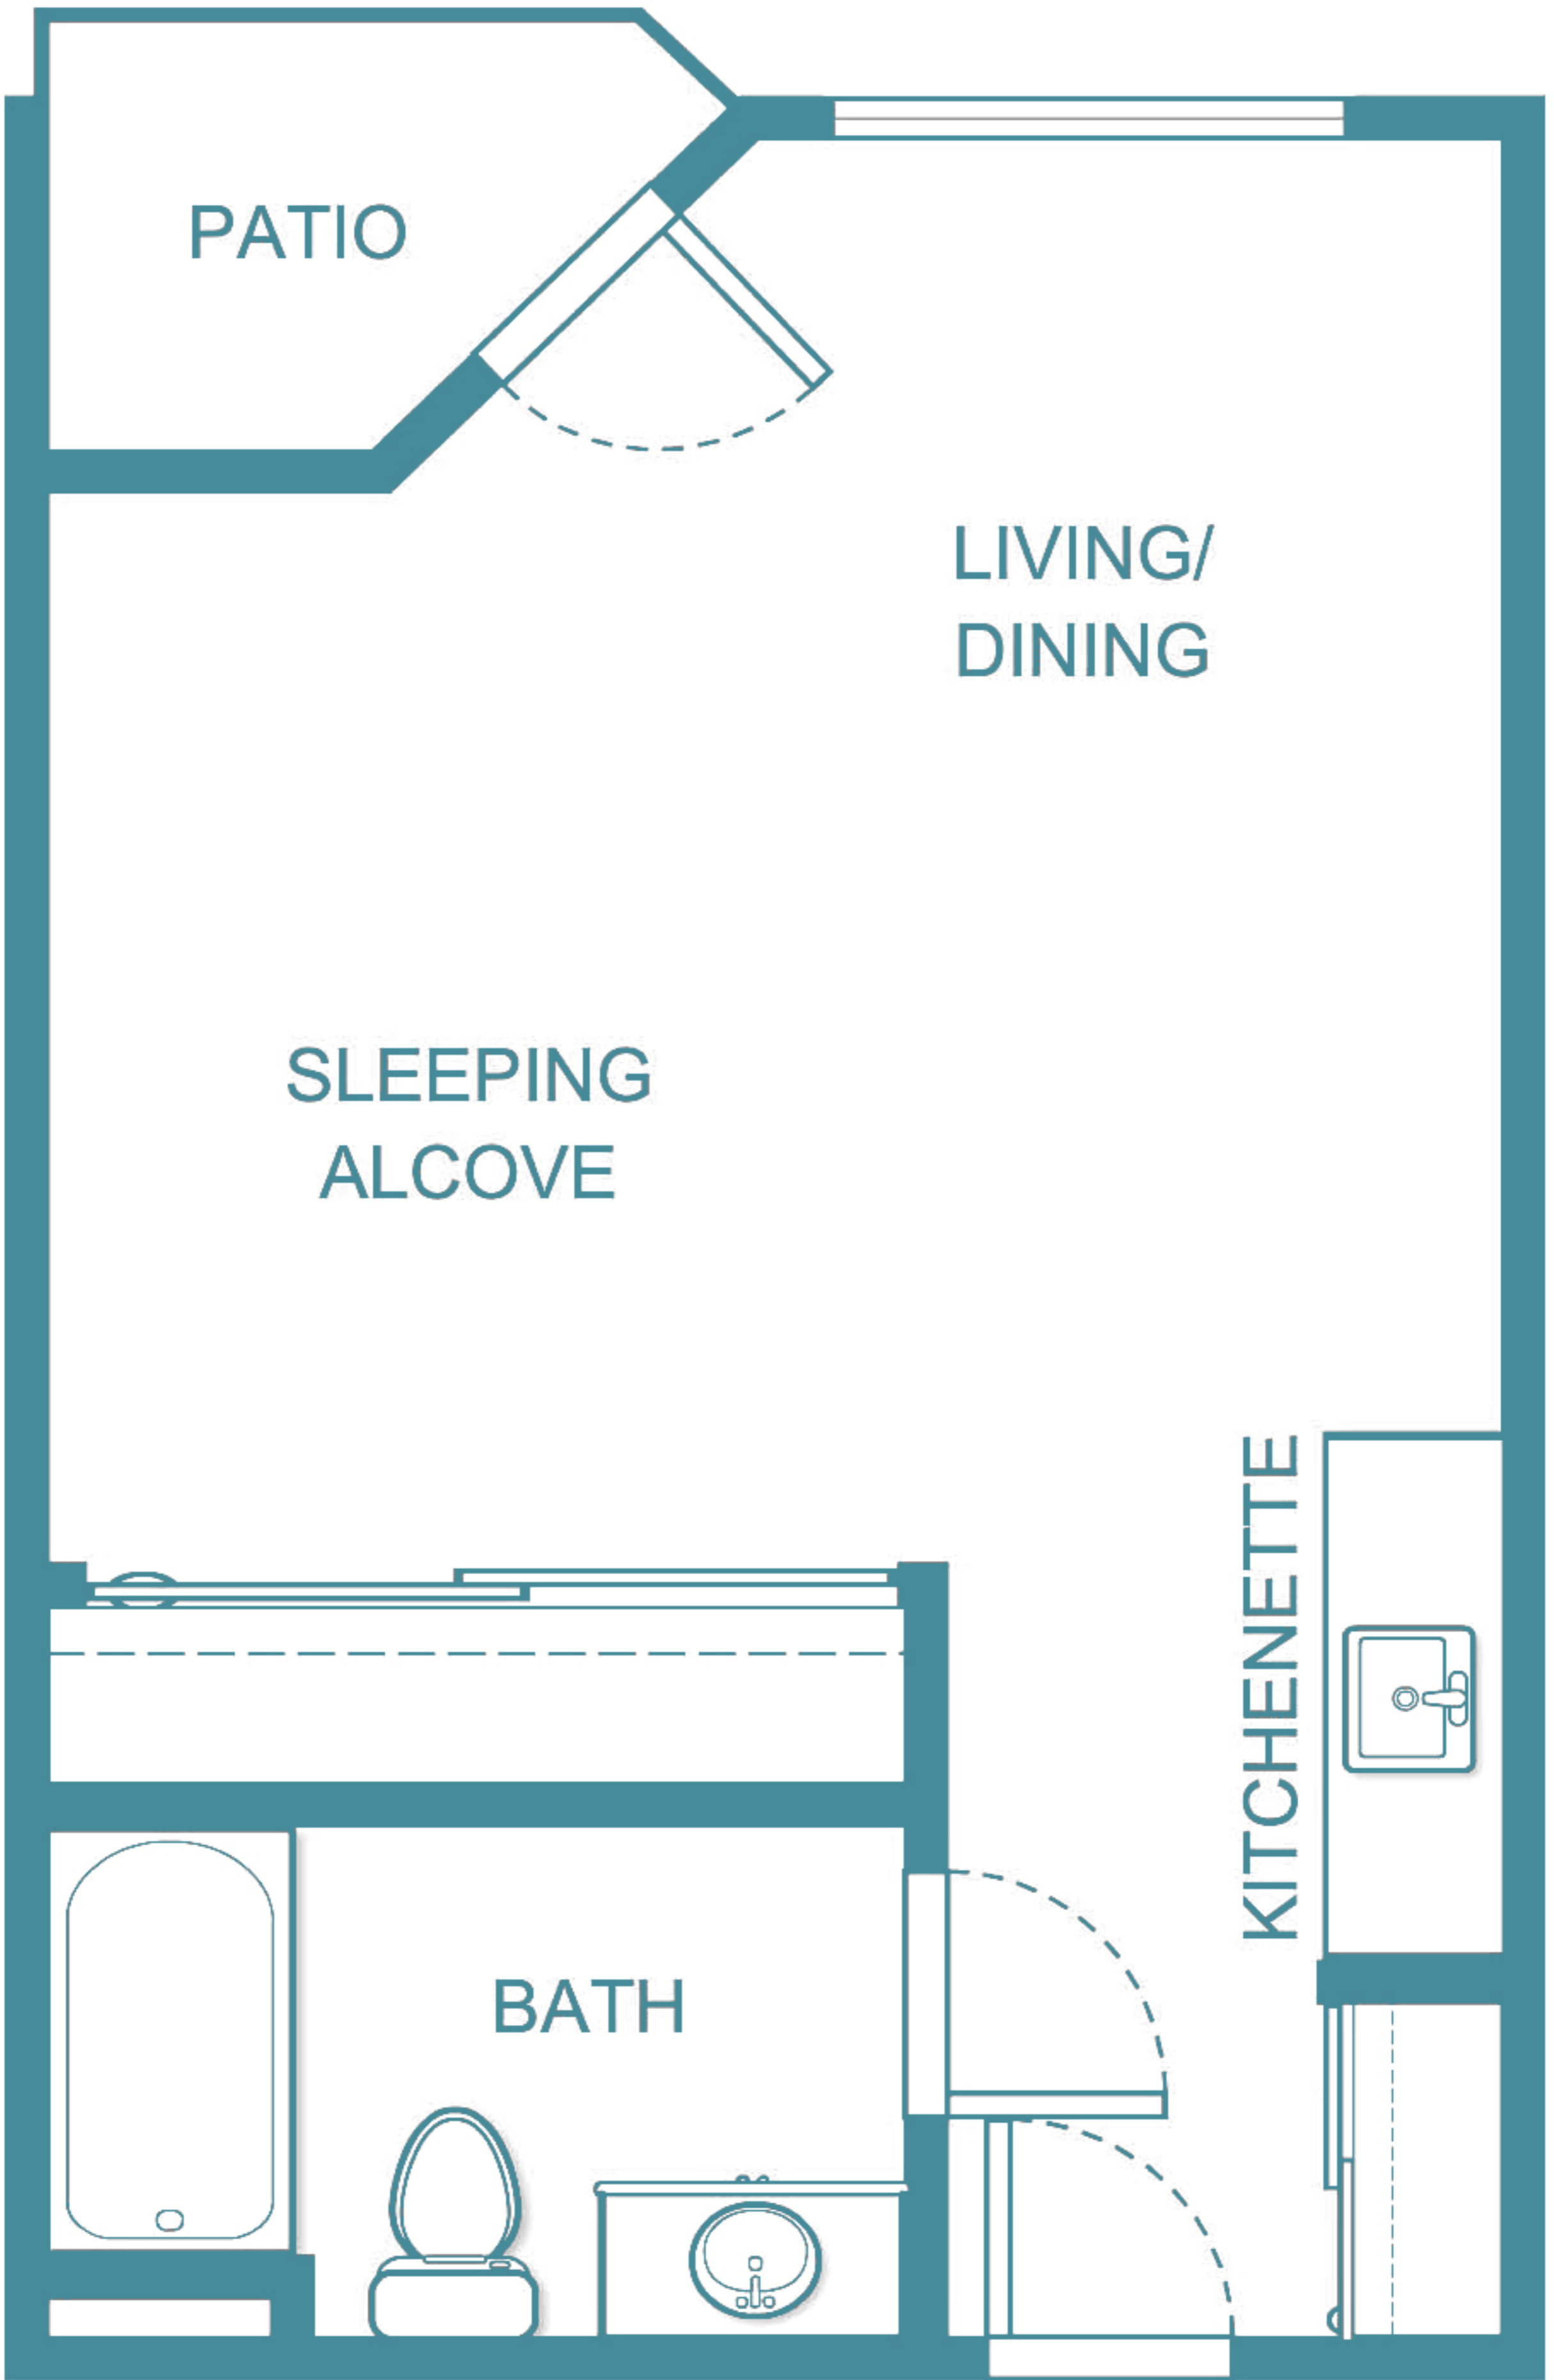 PATIO
LIVING/
DINING
SLEEPING
ALCOVE
KITCHENETTE
BATH